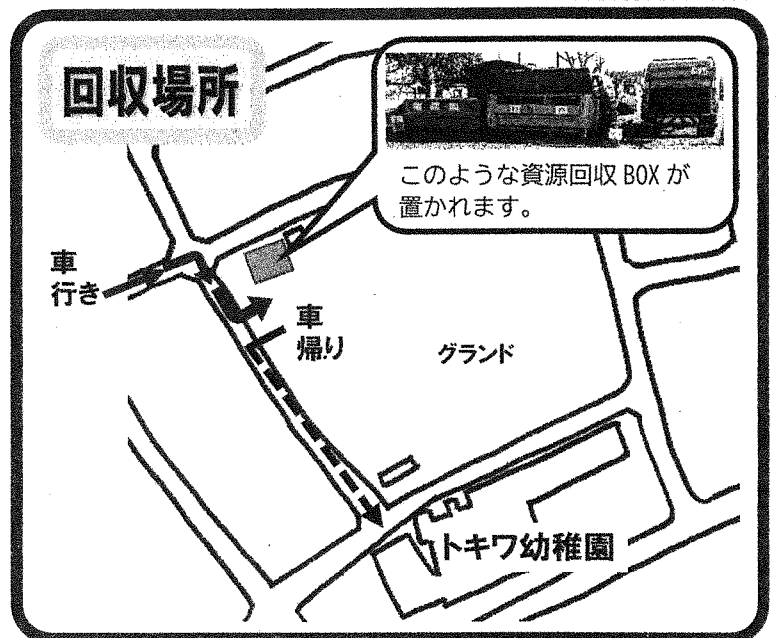 回収場所
このような資源回収 BOX が
置かれます。
車
行き
車
帰り
グランド
トキワ幼稚園